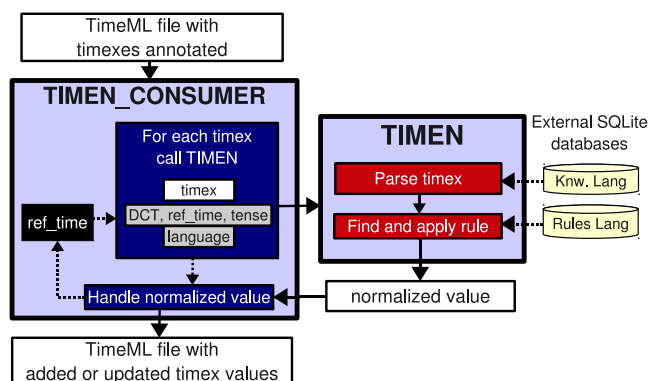 TimeML file with
timexes annotated
TIMEN_CONSUMER
For each timex
call TIMEN
timex
DCT, ref_time, tense
language
ref_time
Handle normalized value
TIMEN
Parse timex
Find and apply rule
normalized value
External SQLite
databases
Knw. Lang
Rules Lang
TimeML file with
added or updated timex values